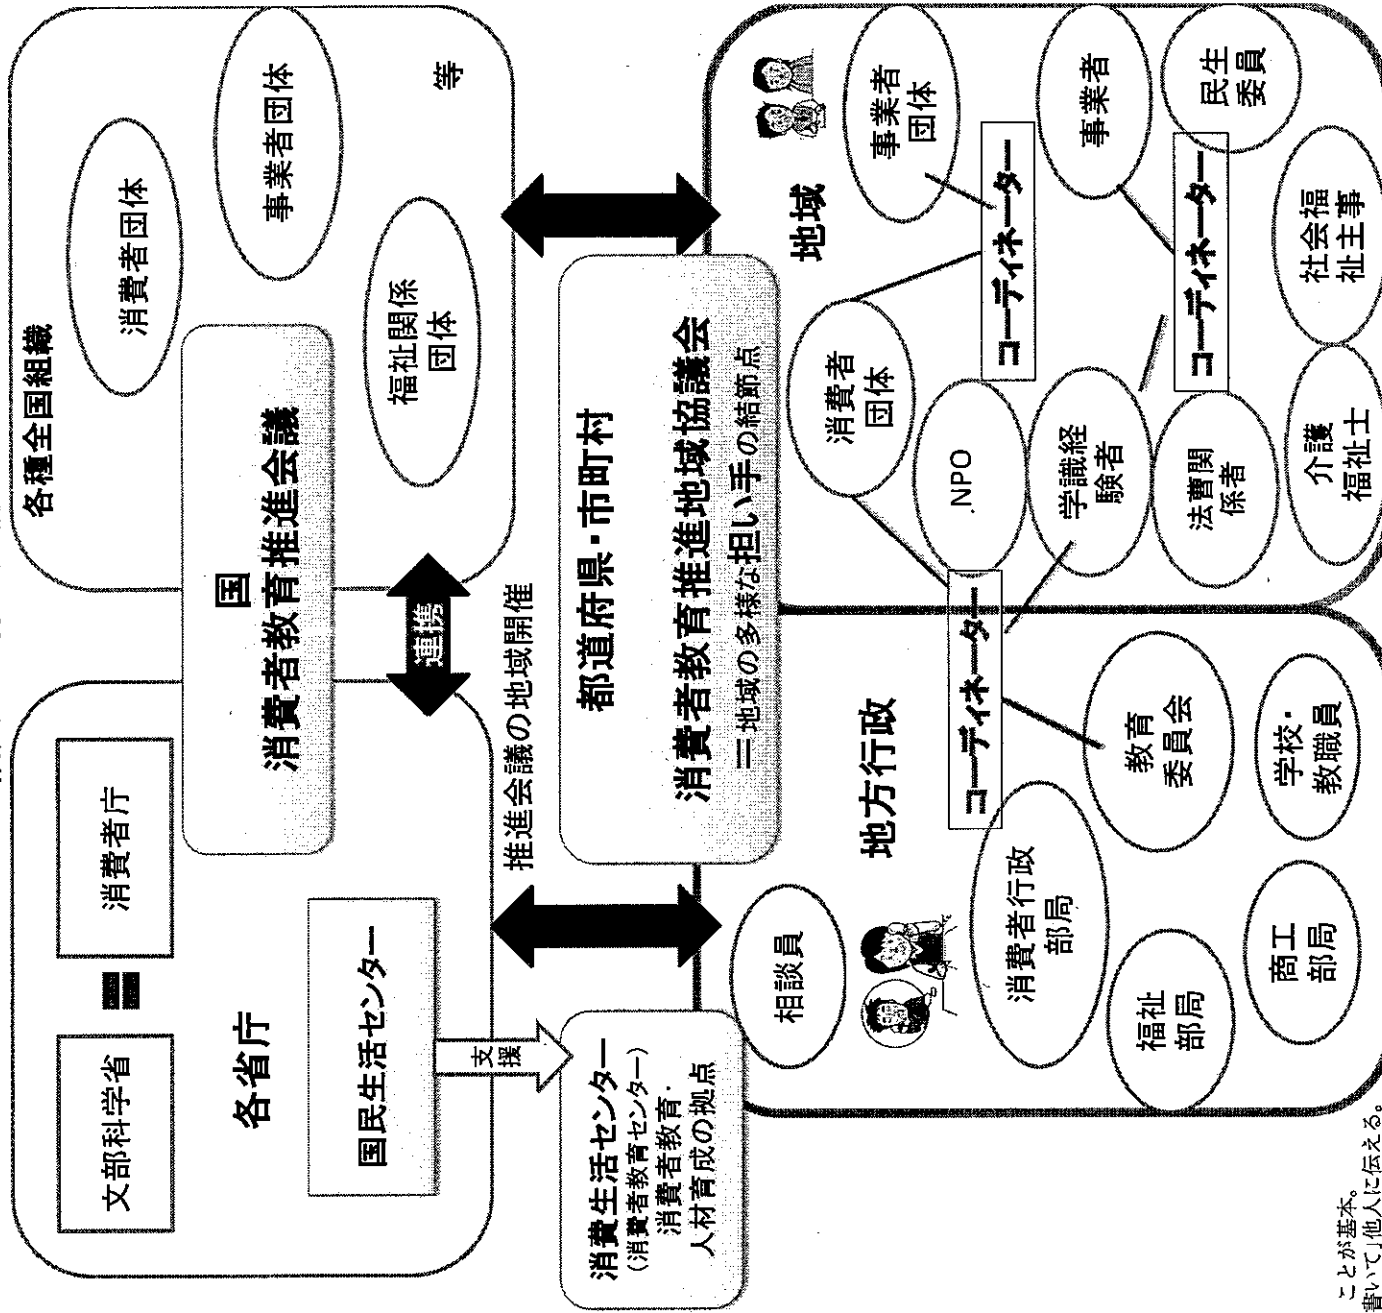 各省庁
文部科学省
消費者庁
国民生活センター
支援
国
消費者教育推進会議
各種全国組織
消費者団体
事業者団体
福祉関係
団体
等
連携
推進会議の地域開催
消費生活センター
(消費者教育センター)
消費者教育・
人材育成の拠点
都道府県・市町村
消費者教育推進地域協議会
=地域の多様な担い手の結節点
地方行政
相談員
消費者行政
部局
福祉
部局
商工
部局
教育
委員会
学校・
教職員
コーディネーター
地域
消費者
団体
事業者
団体
コーディネーター
NPO
学識経
験者
事業者
コーディネーター
法曹関
係者
民生
委員
介護
福祉士
社会福
祉主事
ことが基本。
書いて」他人に伝える。